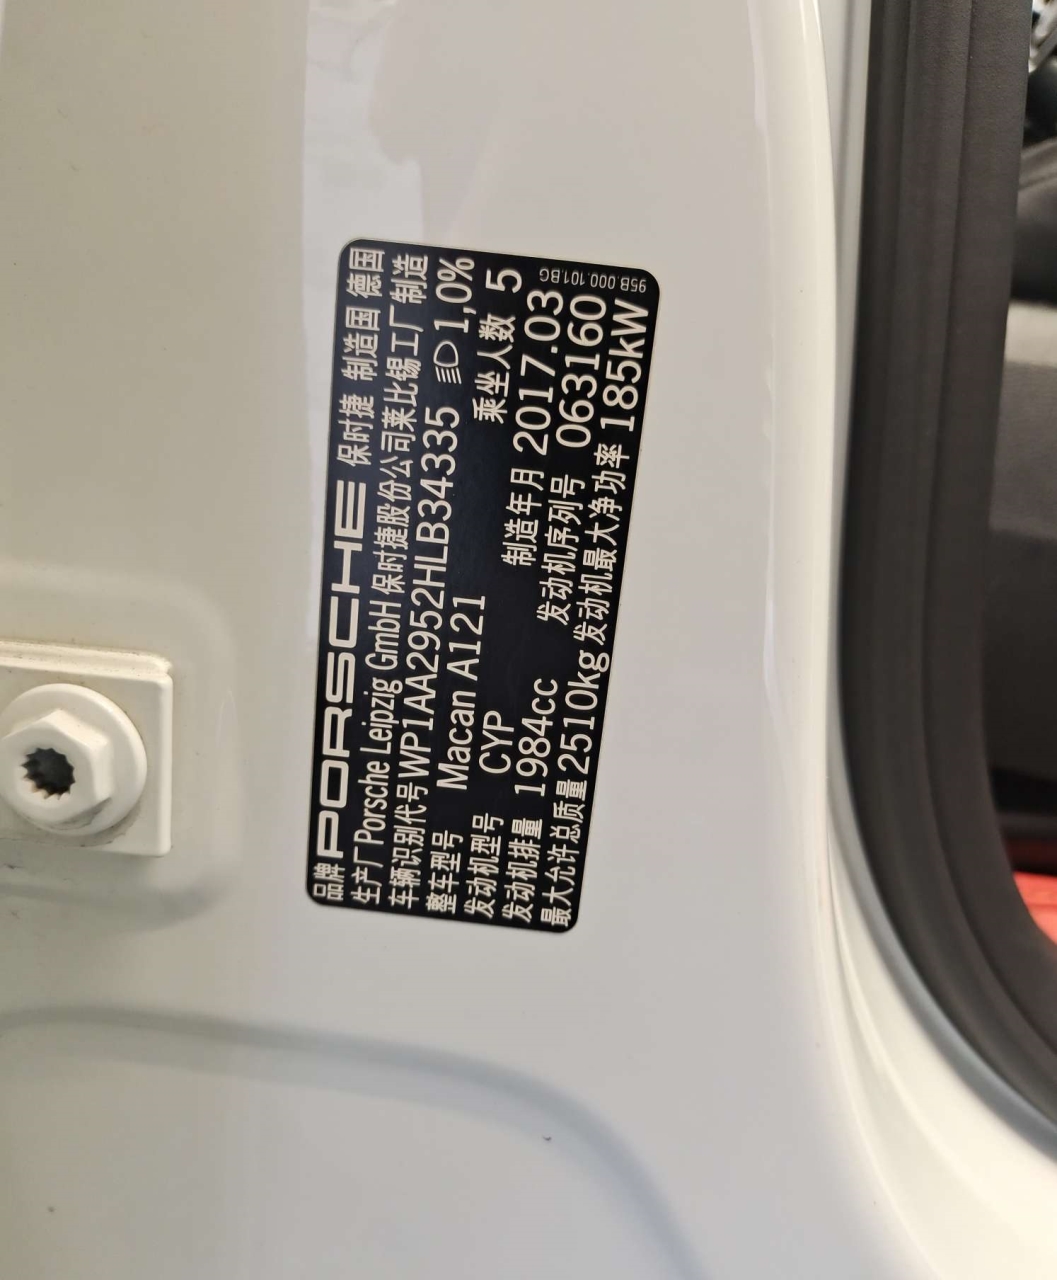 品牌 PORSCHE 保时捷 制造国 德国
生产厂 Porsche Leipzig GmbH 保时捷股份公司莱比锡工厂制造
车辆识别代号 WP1AA2952HLB34335 1,0%
整车型号 Macan A121
发动机型号 CYP 乘坐人数 5
发动机排量 1984cc 制造年月 2017.03
发动机序列号 063160
最大允许总质量 2510kg 发动机最大净功率 185kW
95B.000.101.BG